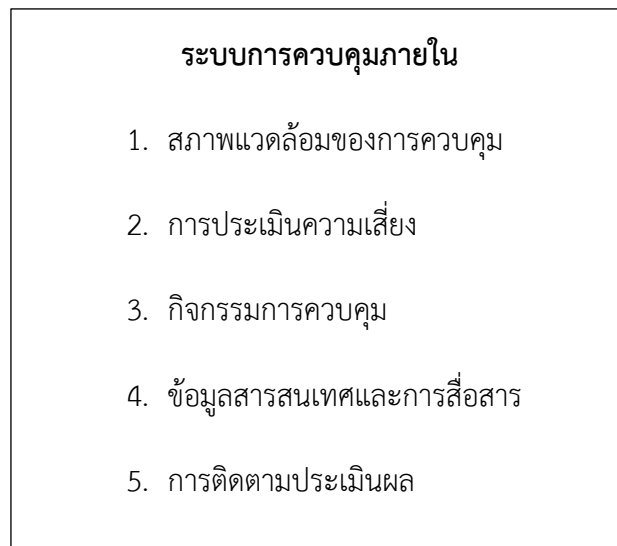 ระบบการควบคุมภายใน
1. สภาพแวดล้อมของการควบคุม
2. การประเมินความเสี่ยง
3. กิจกรรมการควบคุม
4. ข้อมูลสารสนเทศและการสื่อสาร
5. การติดตามประเมินผล